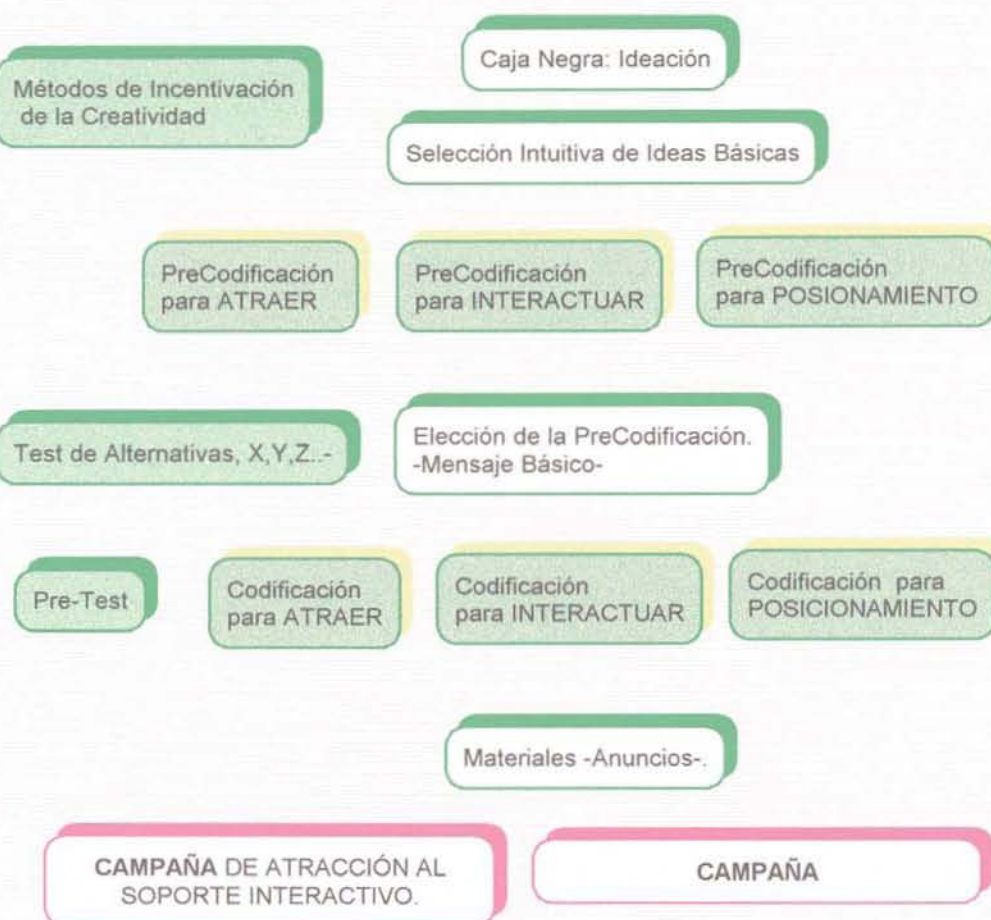 Caja Negra: Ideación
Métodos de Incentivación
de la Creatividad
Selección Intuitiva de Ideas Básicas
PreCodificación
para ATRAER
PreCodificación
para INTERACTUAR
PreCodificación
para POSIONAMIENTO
Test de Alternativas, X,Y,Z..-
Elección de la PreCodificación.
-Mensaje Básico-
Pre-Test
Codificación
para ATRAER
Codificación
para INTERACTUAR
Codificación para
POSICIONAMIENTO
Materiales -Anuncios-.
CAMPAÑA DE ATRACCIÓN AL
SOPORTE INTERACTIVO.
CAMPAÑA